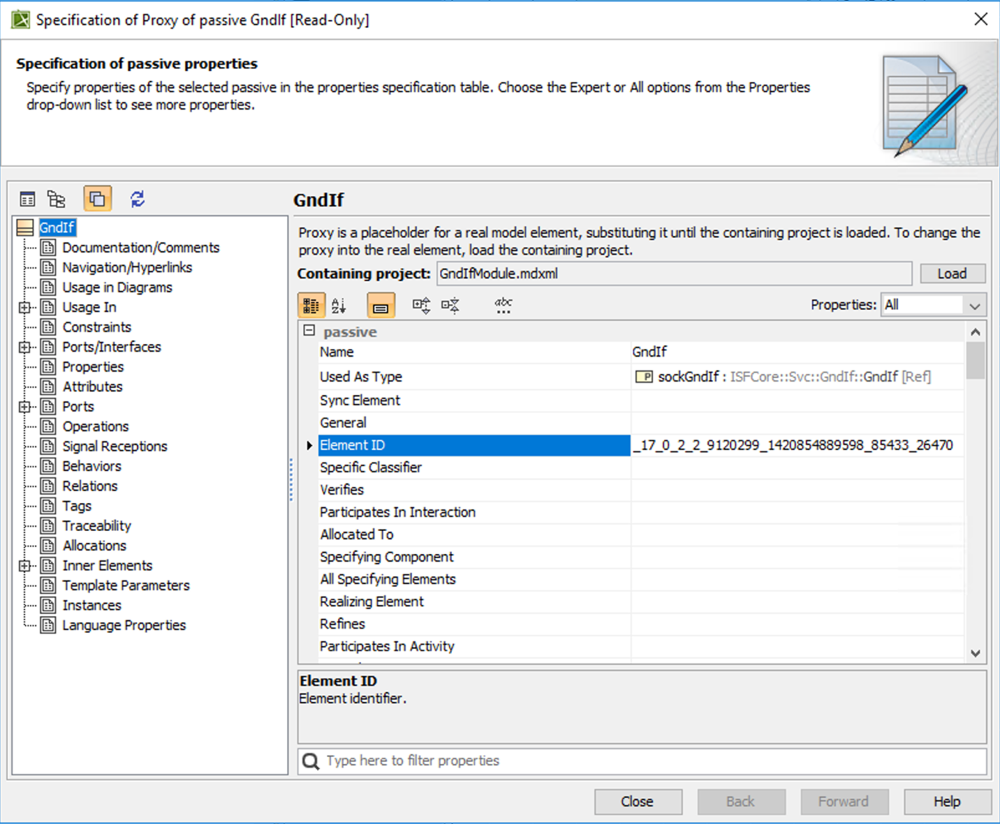 Specification of Proxy of passive GndIf [Read-Only]
Specification of passive properties
Specify properties of the selected passive in the properties specification table. Choose the Expert or All options from the Properties
drop-down list to see more properties.
GndIf
Documentation/Comments
Navigation/Hyperlinks
Usage in Diagrams
Usage In
Constraints
Ports/Interfaces
Properties
Attributes
Ports
Operations
Signal Receptions
Behaviors
Relations
Tags
Traceability
Allocations
Inner Elements
Template Parameters
Instances
Language Properties
GndIf
Proxy is a placeholder for a real model element, substituting it until the containing project is loaded. To change the
proxy into the real element, load the containing project.
Containing project: GndIfModule.mdxml Load
Properties: All
passive
Name GndIf
Used As Type P sockGndIf : ISFCore::Svc::GndIf::GndIf [Ref]
Sync Element
General
Element ID _17_0_2_2_9120299_1420854889598_85433_26470
Specific Classifier
Verifies
Participates In Interaction
Allocated To
Specifying Component
All Specifying Elements
Realizing Element
Refines
Participates In Activity
Element ID
Element identifier.
Type here to filter properties
Close Back Forward Help